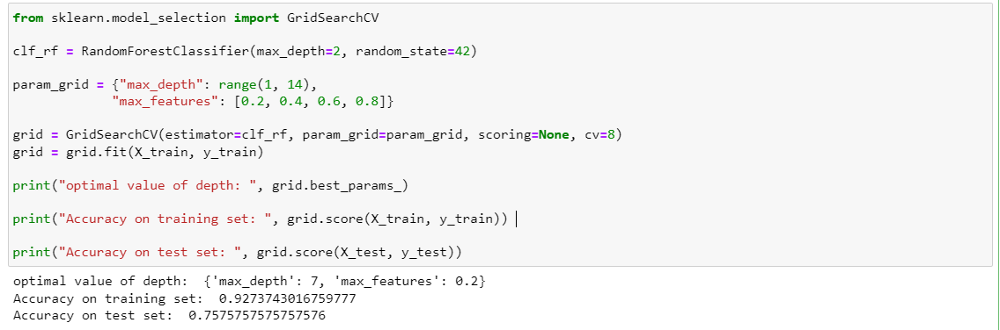 from sklearn.model_selection import GridSearchCV
clf_rf = RandomForestClassifier(max_depth=2, random_state=42)
param_grid = {"max_depth": range(1, 14),
"max_features": [0.2, 0.4, 0.6, 0.8]}
grid = GridSearchCV(estimator=clf_rf, param_grid=param_grid, scoring=None, cv=8)
grid = grid.fit(X_train, y_train)
print("optimal value of depth: ", grid.best_params_)
print("Accuracy on training set: ", grid.score(X_train, y_train))
print("Accuracy on test set: ", grid.score(X_test, y_test))
optimal value of depth:  {'max_depth': 7, 'max_features': 0.2}
Accuracy on training set:  0.9273743016759777
Accuracy on test set:  0.7575757575757576